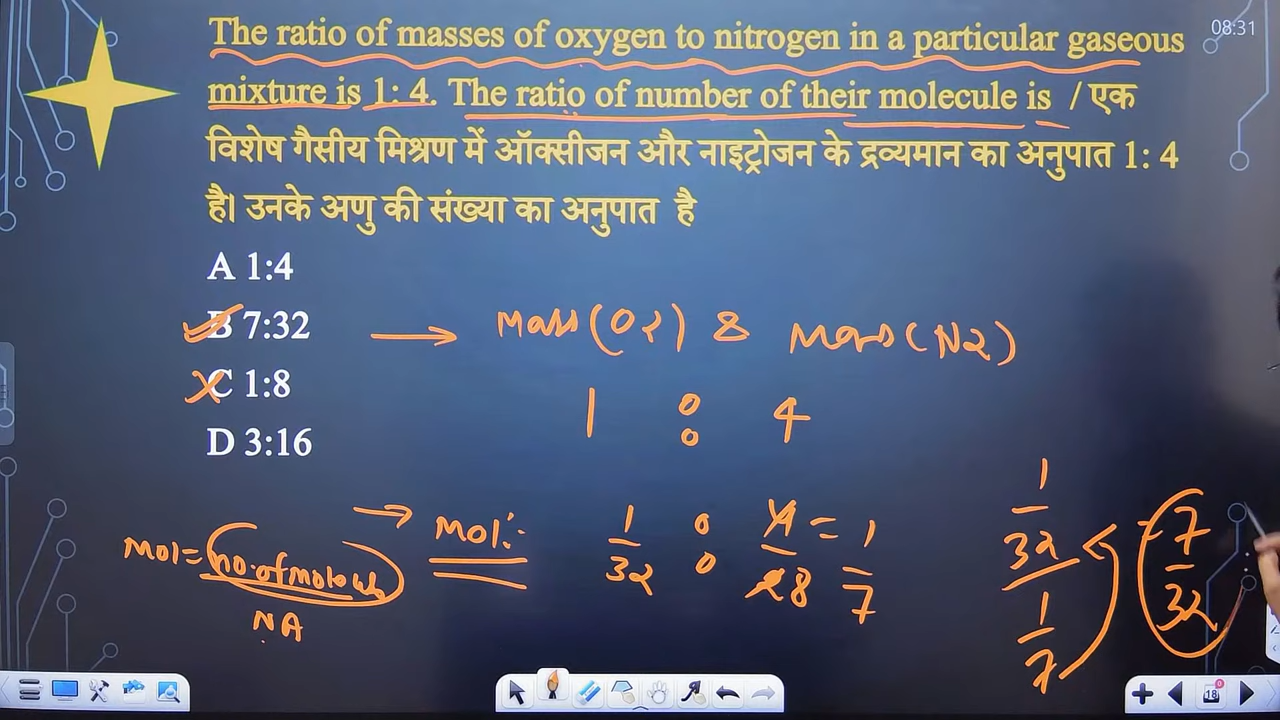 08:31
The ratio of masses of oxygen to nitrogen in a particular gaseous
mixture is 1: 4. The ratio of number of their molecule is / एक
विशेष गैसीय मिश्रण में ऑक्सीजन और नाइट्रोजन के द्रव्यमान का अनुपात 1: 4
है। उनके अणु की संख्या का अनुपात है
A 1:4
B 7:32
C 1:8
D 3:16
→ Mass (O2) & Mass (N2)
1 : 4
→ Mol:- 1/32 : 4/28 = 1/7
Mol = no. of molecule
NA
1/32
1/7
= 7/32
18